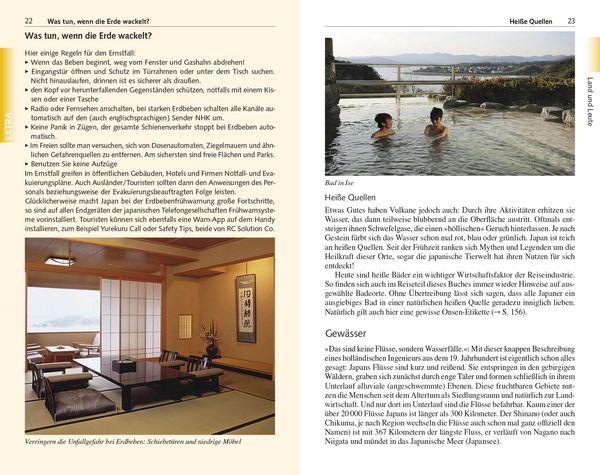 22 Was tun, wenn die Erde wackelt?
Was tun, wenn die Erde wackelt?
Hier einige Regeln für den Ernstfall:
▸ Wenn das Beben beginnt, weg vom Fenster und Gashahn abdrehen!
▸ Eingangstür öffnen und Schutz im Türrahmen oder unter dem Tisch suchen.
Nicht hinauslaufen, drinnen ist es sicherer als draußen.
▸ den Kopf vor herunterfallenden Gegenständen schützen, notfalls mit einem Kis-
sen oder einer Tasche
▸ Radio oder Fernsehen anschalten, bei starken Erdbeben schalten alle Kanäle au-
tomatisch auf den (auch englischsprachigen) Sender NHK um.
▸ Keine Panik in Zügen, der gesamte Schienenverkehr stoppt bei Erdbeben auto-
matisch.
▸ Im Freien sollte man versuchen, sich von Dosenautomaten, Ziegelmauern und ähn-
lichen Gefahrenquellen zu entfernen. Am sichersten sind freie Flächen und Parks.
▸ Benutzen Sie keine Aufzüge
Im Ernstfall greifen in öffentlichen Gebäuden, Hotels und Firmen Notfall- und Eva-
kuierungspläne. Auch Ausländer/Touristen sollten dann den Anweisungen des Per-
sonals beziehungsweise der Evakuierungsbeauftragten Folge leisten.
Glücklicherweise macht Japan bei der Erdbebenfrühwarnung große Fortschritte,
so sind auf allen Endgeräten der japanischen Telefongesellschaften Frühwarnsyste-
me vorinstalliert. Touristen können sich ebenfalls eine Warn-App auf dem Handy
installieren, zum Beispiel Yurekuru Call oder Safety Tips, beide von RC Solution Co.
EXTRA
Verringern die Unfallgefahr bei Erdbeben: Schiebetüren und niedrige Möbel
Heiße Quellen 23
Land und Leute
Bad in Ise
Heiße Quellen
Etwas Gutes haben Vulkane jedoch auch: Durch ihre Aktivitäten erhitzen sie
Wasser, das dann teilweise blubbernd an die Oberfläche austritt. Oftmals ent-
steigen ihnen Schwefelgase, die einen »höllischen« Geruch hinterlassen. Je nach
Gestein färbt sich das Wasser schon mal rot, blau oder grünlich. Japan ist reich
an heißen Quellen. Seit der Frühzeit ranken sich Mythen und Legenden um die
Heilkraft dieser Orte, sogar die japanische Tierwelt hat ihren Nutzen für sich
entdeckt!
Heute sind heiße Bäder ein wichtiger Wirtschaftsfaktor der Reiseindustrie.
So finden sich auch im Reiseteil dieses Buches immer wieder Hinweise auf aus-
gewählte Badeorte. Ohne Übertreibung lässt sich sagen, dass alle Japaner ein
ausgiebiges Bad in einer natürlichen heißen Quelle geradezu inniglich lieben.
Natürlich gilt auch hier eine gewisse Onsen-Etikette (→ S. 156).
Gewässer
»Das sind keine Flüsse, sondern Wasserfälle.«: Mit dieser knappen Beschreibung
eines holländischen Ingenieurs aus dem 19. Jahrhundert ist eigentlich schon alles
gesagt: Japans Flüsse sind kurz und reißend. Sie entspringen in den gebirgigen
Wäldern, graben sich zunächst durch enge Täler und formen schließlich in ihrem
Unterlauf alluviale (angeschwemmte) Ebenen. Diese fruchtbaren Gebiete nut-
zen die Menschen seit dem Altertum als Siedlungsraum und natürlich zur Land-
wirtschaft. Und nur dort im Unterlauf sind die Flüsse befahrbar. Kaum einer der
über 20 000 Flüsse Japans ist länger als 300 Kilometer. Der Shinano (oder auch
Chikuma, je nach Region wechseln die Flüsse auch schon mal ganz offiziell den
Namen) ist mit 367 Kilometern der längste Fluss, er verläuft von Nagano nach
Niigata und mündet in das Japanische Meer (Japansee).